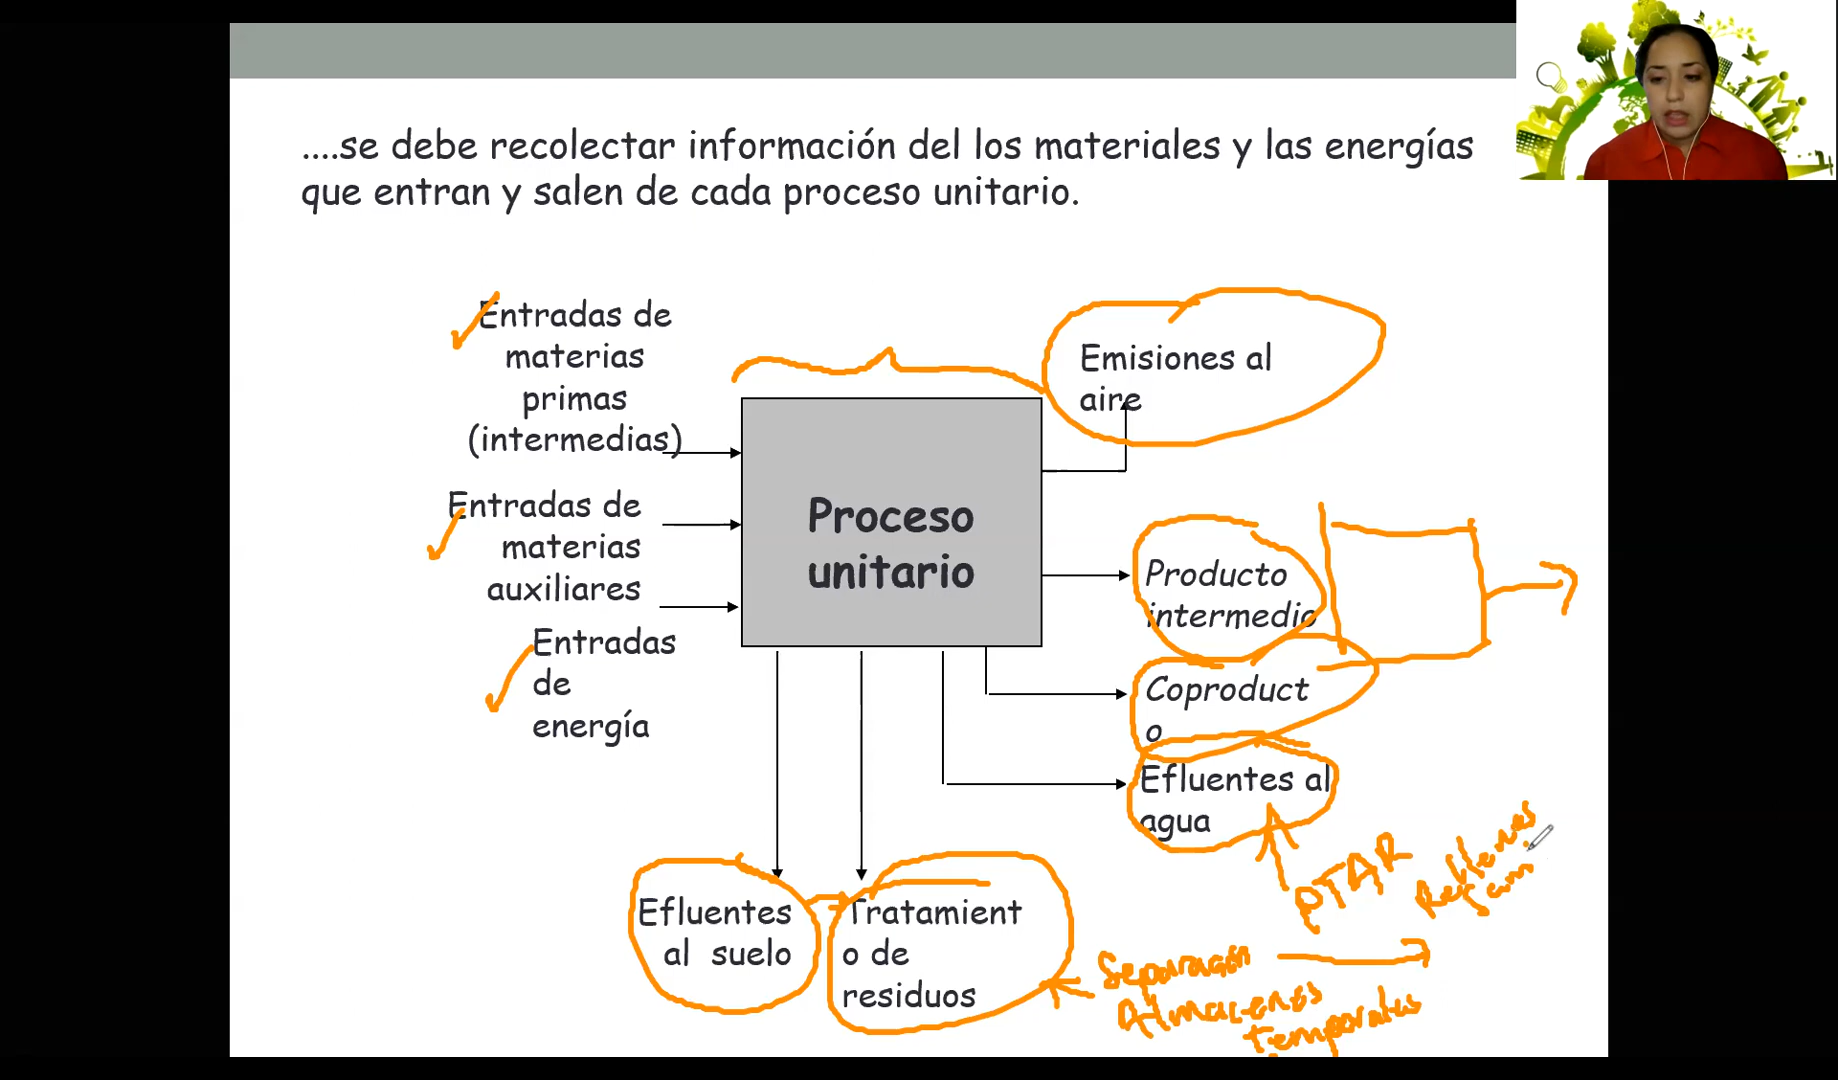 ....se debe recolectar información del los materiales y las energías
que entran y salen de cada proceso unitario.
Entradas de
materias
primas
(intermedias)
Entradas de
materias
auxiliares
Entradas
de
energía
Proceso
unitario
Emisiones al
aire
Producto
intermedio
Coproduct
o
Efluentes al
agua
Efluentes
al suelo
Tratamient
o de
residuos
PTAR
Separación
Almacenes
temporales